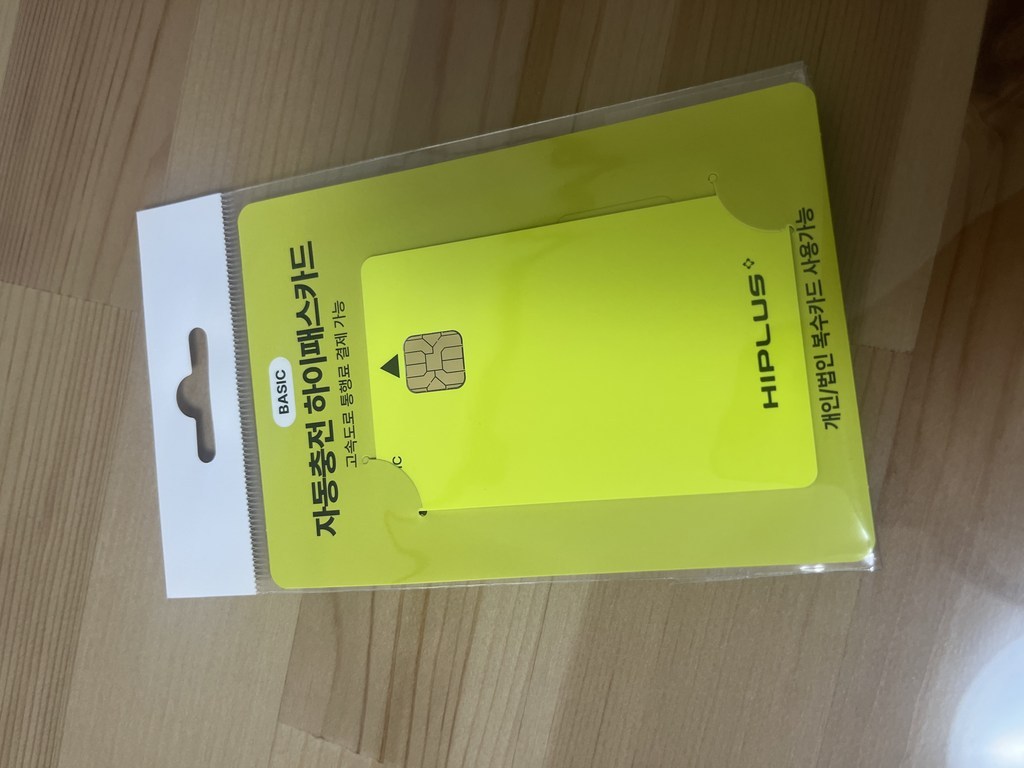 BASIC
자동충전 하이패스카드
고속도로 통행료 결제 가능
IC
HIPLUS
개인/법인 복수카드 사용가능